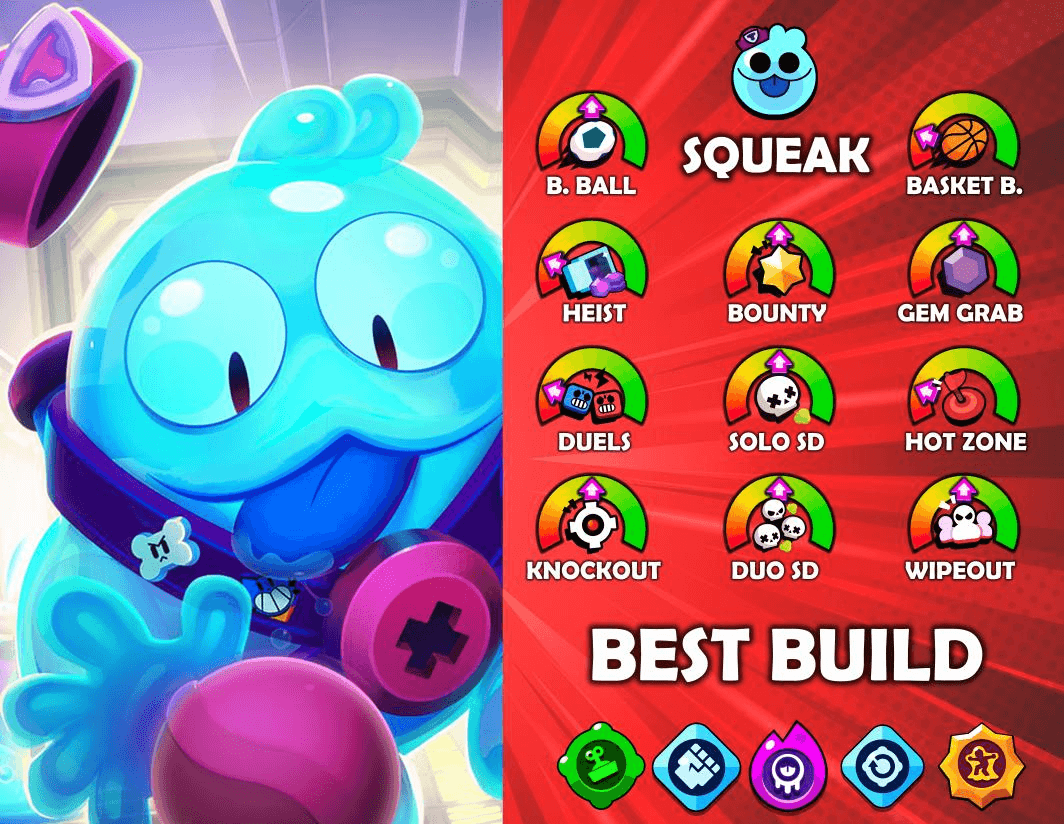 SQUEAK
B. BALL
BASKET B.
HEIST
BOUNTY
GEM GRAB
DUELS
SOLO SD
HOT ZONE
KNOCKOUT
DUO SD
WIPEOUT
BEST BUILD